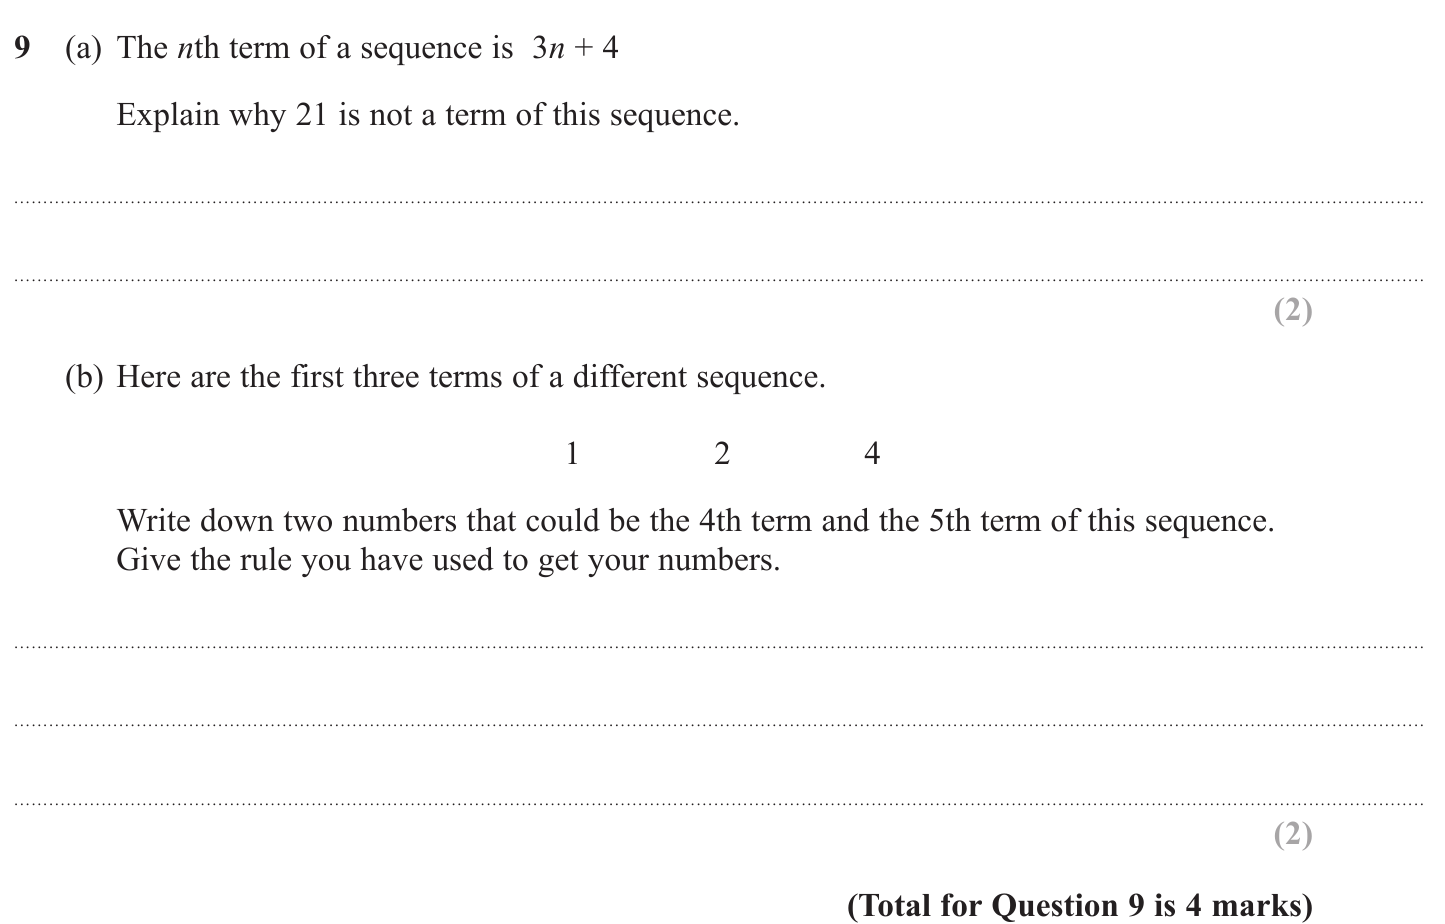 9 (a) The nth term of a sequence is 3n + 4
Explain why 21 is not a term of this sequence.
(2)
(b) Here are the first three terms of a different sequence.
1 2 4
Write down two numbers that could be the 4th term and the 5th term of this sequence.
Give the rule you have used to get your numbers.
(2)
(Total for Question 9 is 4 marks)